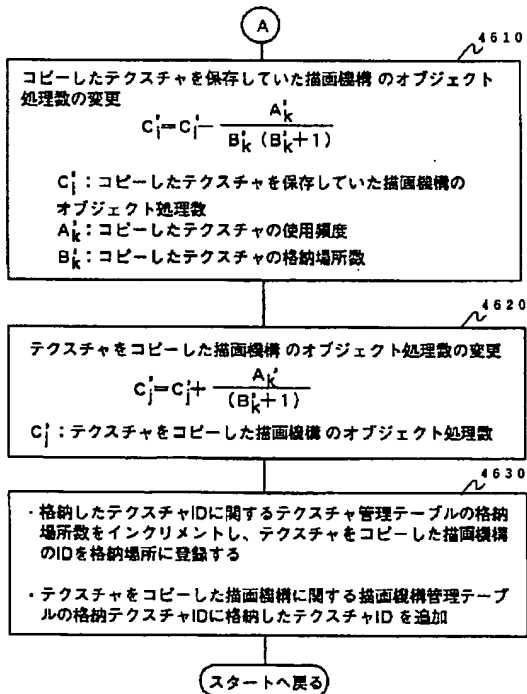 A
4610
コピーしたテクスチャを保存していた描画機構 のオブジェクト
処理数の変更
C'i=C'i− A'k / B'k (B'k+1)
C'i：コピーしたテクスチャを保存していた描画機構の
オブジェクト処理数
A'k：コピーしたテクスチャの使用頻度
B'k：コピーしたテクスチャの格納場所数
4620
テクスチャをコピーした描画機構 のオブジェクト処理数の変更
C'j=C'j+ Ak' / (B'k+1)
C'j：テクスチャをコピーした描画機構 のオブジェクト処理数
4630
・格納したテクスチャIDに関するテクスチャ管理テーブルの格納
場所数をインクリメントし、テクスチャをコピーした描画機構
のIDを格納場所に登録する
・テクスチャをコピーした描画機構に関する描画機構管理テー
ブルの格納テクスチャIDに格納したテクスチャID を追加
スタートへ戻る